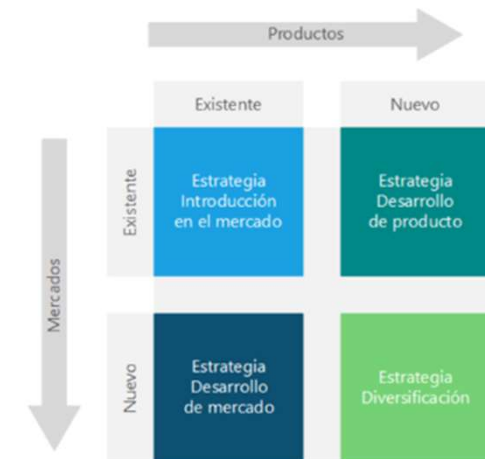 Productos
Existente
Nuevo
Mercados
Existente
Estrategia
Introducción
en el mercado
Estrategia
Desarrollo
de producto
Nuevo
Estrategia
Desarrollo
de mercado
Estrategia
Diversificación